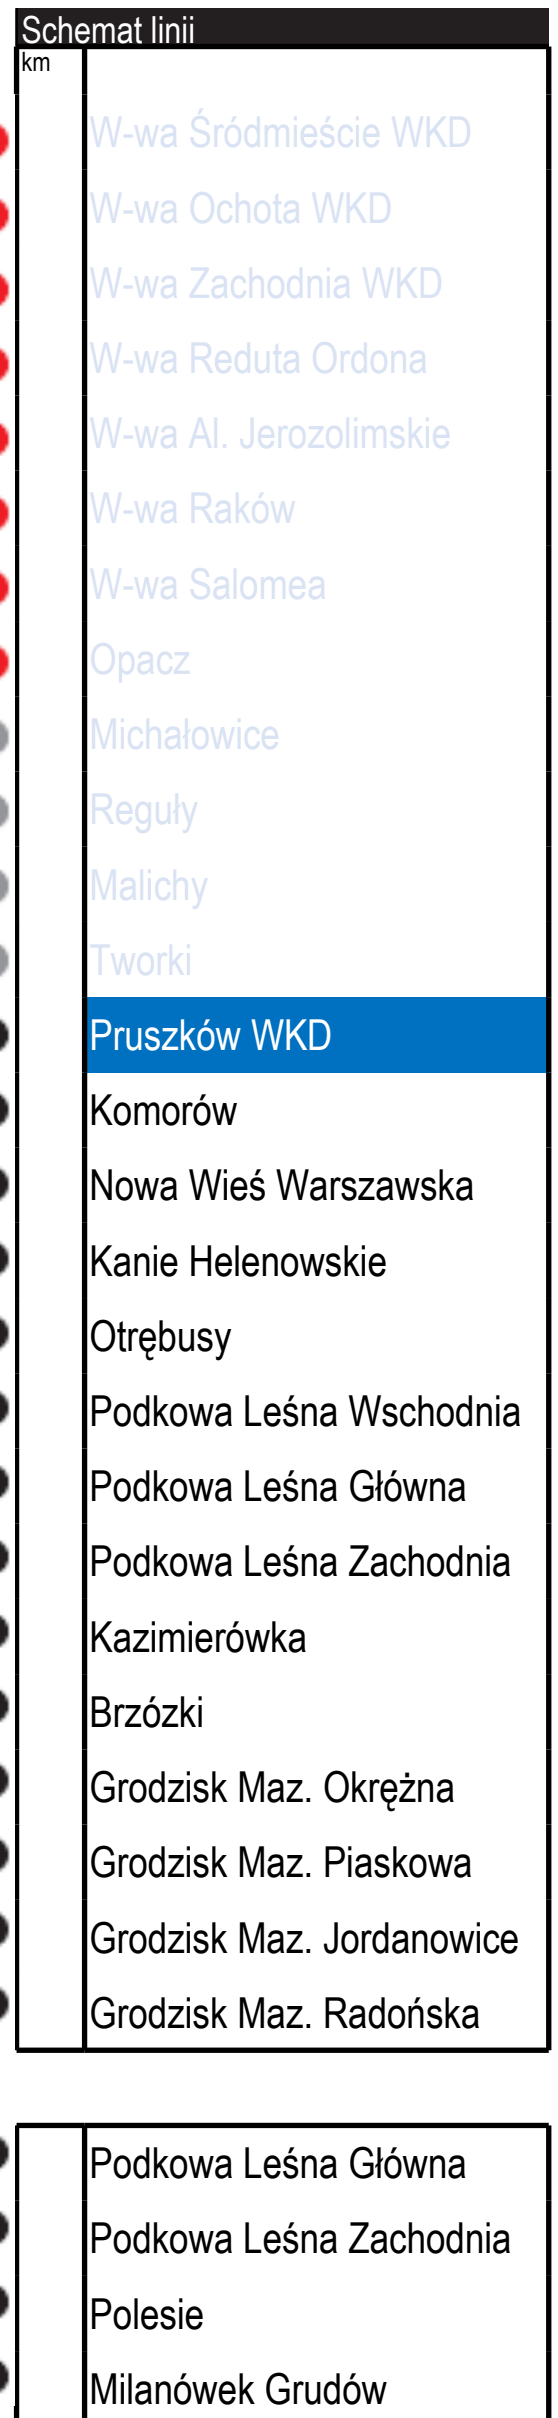 Schemat linii
km
W-wa Śródmieście WKD
W-wa Ochota WKD
W-wa Zachodnia WKD
W-wa Reduta Ordona
W-wa Al. Jerozolimskie
W-wa Raków
W-wa Salomea
Opacz
Michałowice
Reguły
Malichy
Tworki
Pruszków WKD
Komorów
Nowa Wieś Warszawska
Kanie Helenowskie
Otrębusy
Podkowa Leśna Wschodnia
Podkowa Leśna Główna
Podkowa Leśna Zachodnia
Kazimierówka
Brzózki
Grodzisk Maz. Okrężna
Grodzisk Maz. Piaskowa
Grodzisk Maz. Jordanowice
Grodzisk Maz. Radońska
Podkowa Leśna Główna
Podkowa Leśna Zachodnia
Polesie
Milanówek Grudów